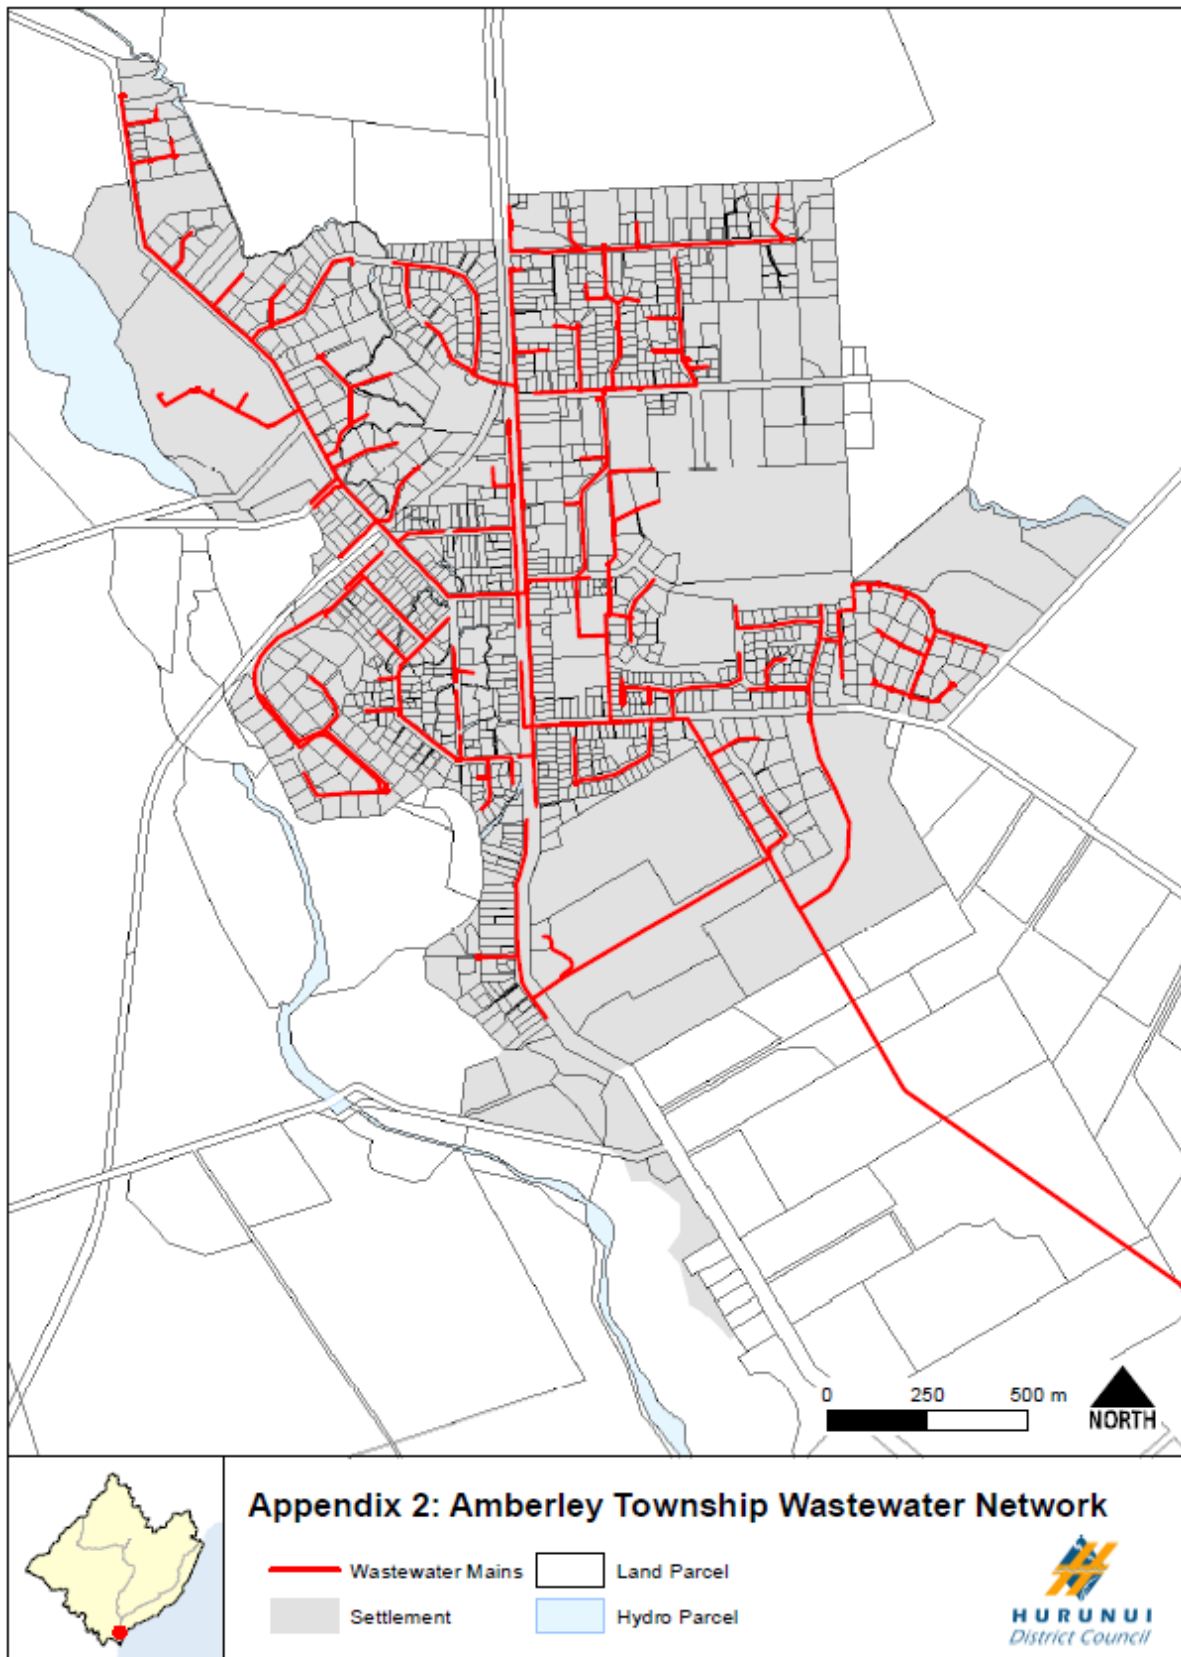 0 250 500 m
NORTH
Appendix 2: Amberley Township Wastewater Network
Wastewater Mains
Land Parcel
Settlement
Hydro Parcel
HURUNUI
District Council